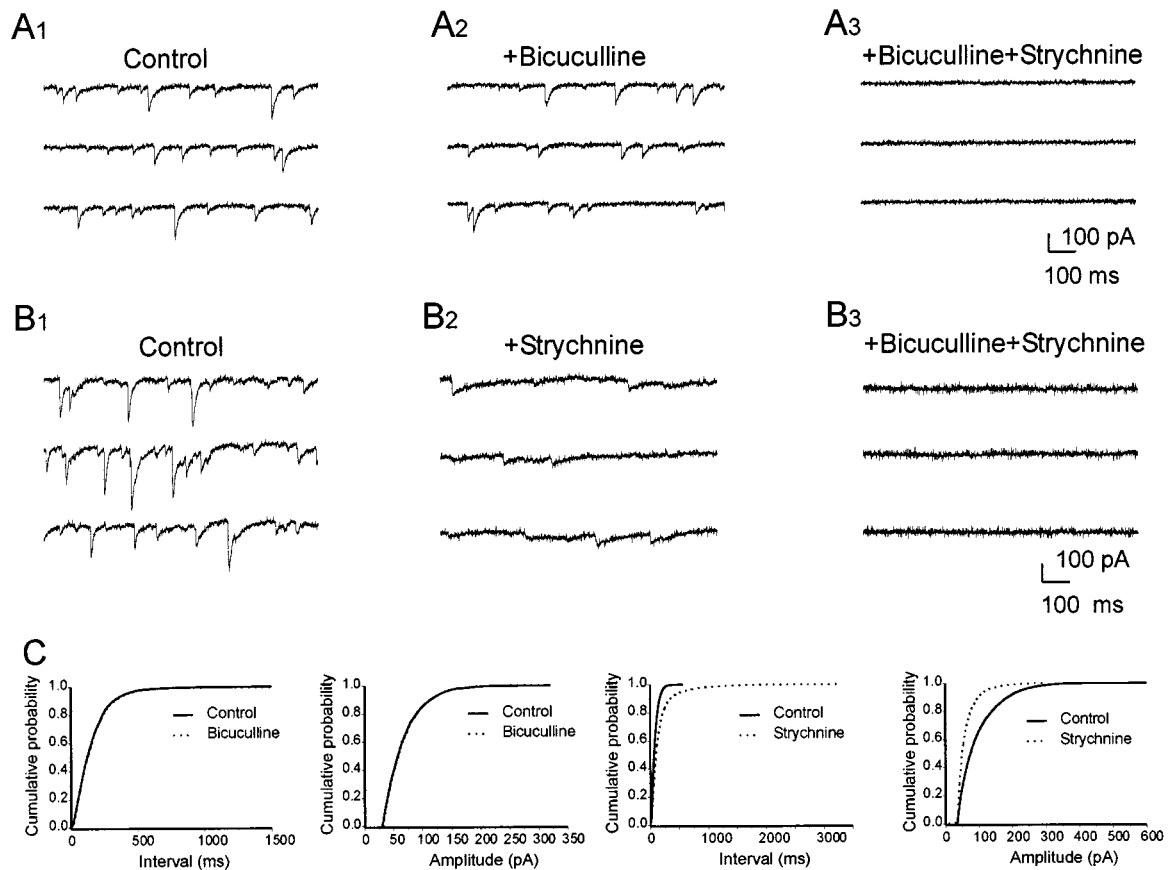 A1
Control
A2
+Bicuculline
A3
+Bicuculline+Strychnine
100 pA
100 ms
B1
Control
B2
+Strychnine
B3
+Bicuculline+Strychnine
100 pA
100 ms
C
Cumulative probability
1.0
0.8
0.6
0.4
0.2
0.0
Control
Bicuculline
0 500 1000 1500
Interval (ms)
Cumulative probability
1.0
0.8
0.6
0.4
0.2
0.0
Control
Bicuculline
0 50 100 150 200 250 300 350
Amplitude (pA)
Cumulative probability
1.0
0.8
0.6
0.4
0.2
0.0
Control
Strychnine
0 1000 2000 3000
Interval (ms)
Cumulative probability
1.0
0.8
0.6
0.4
0.2
0.0
Control
Strychnine
0 100 200 300 400 500 600
Amplitude (pA)